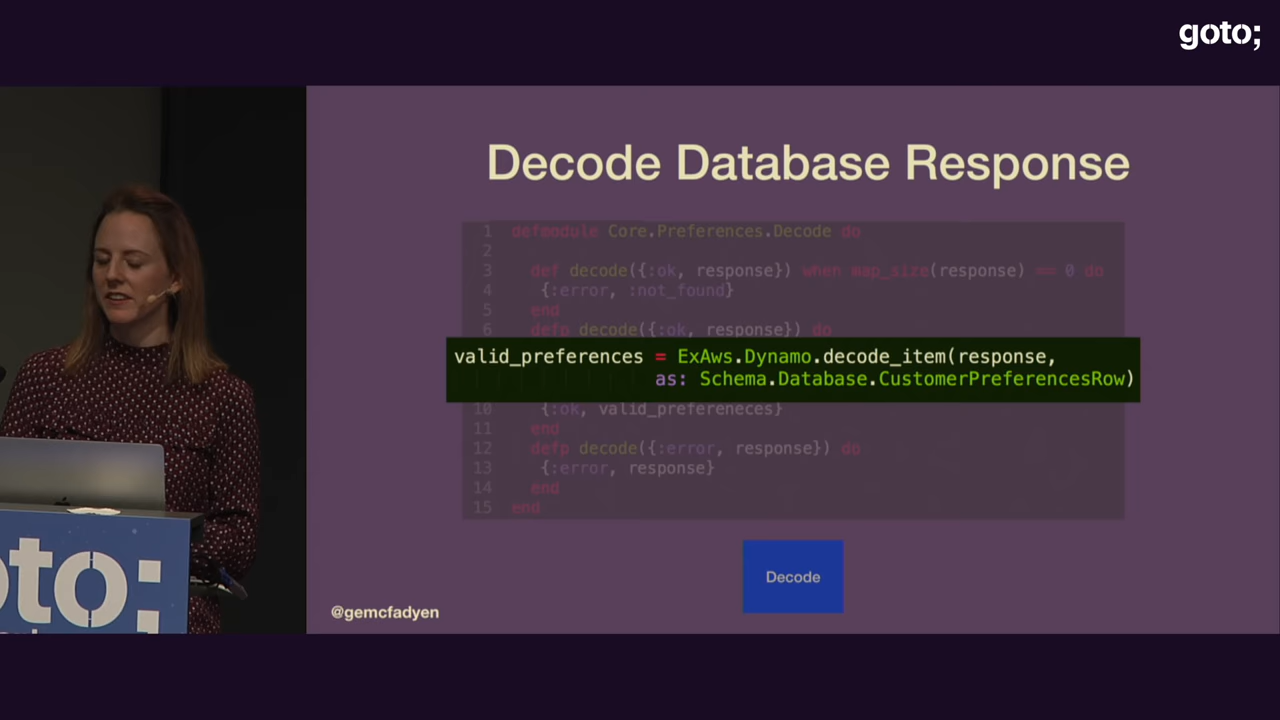 goto;
Decode Database Response
1 defmodule Core.Preferences.Decode do
2
3 def decode({:ok, response}) when map_size(response) == 0 do
4 {:error, :not_found}
5 end
6 defp decode({:ok, response}) do
valid_preferences = ExAws.Dynamo.decode_item(response,
as: Schema.Database.CustomerPreferencesRow)
10 {:ok, valid_prefereneces}
11 end
12 defp decode({:error, response}) do
13 {:error, response}
14 end
15 end
Decode
@gemcfadyen
goto;